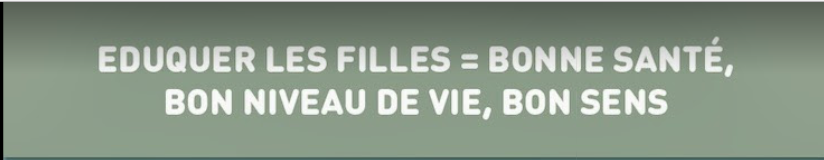 EDUQUER LES FILLES = BONNE SANTÉ,
BON NIVEAU DE VIE, BON SENS